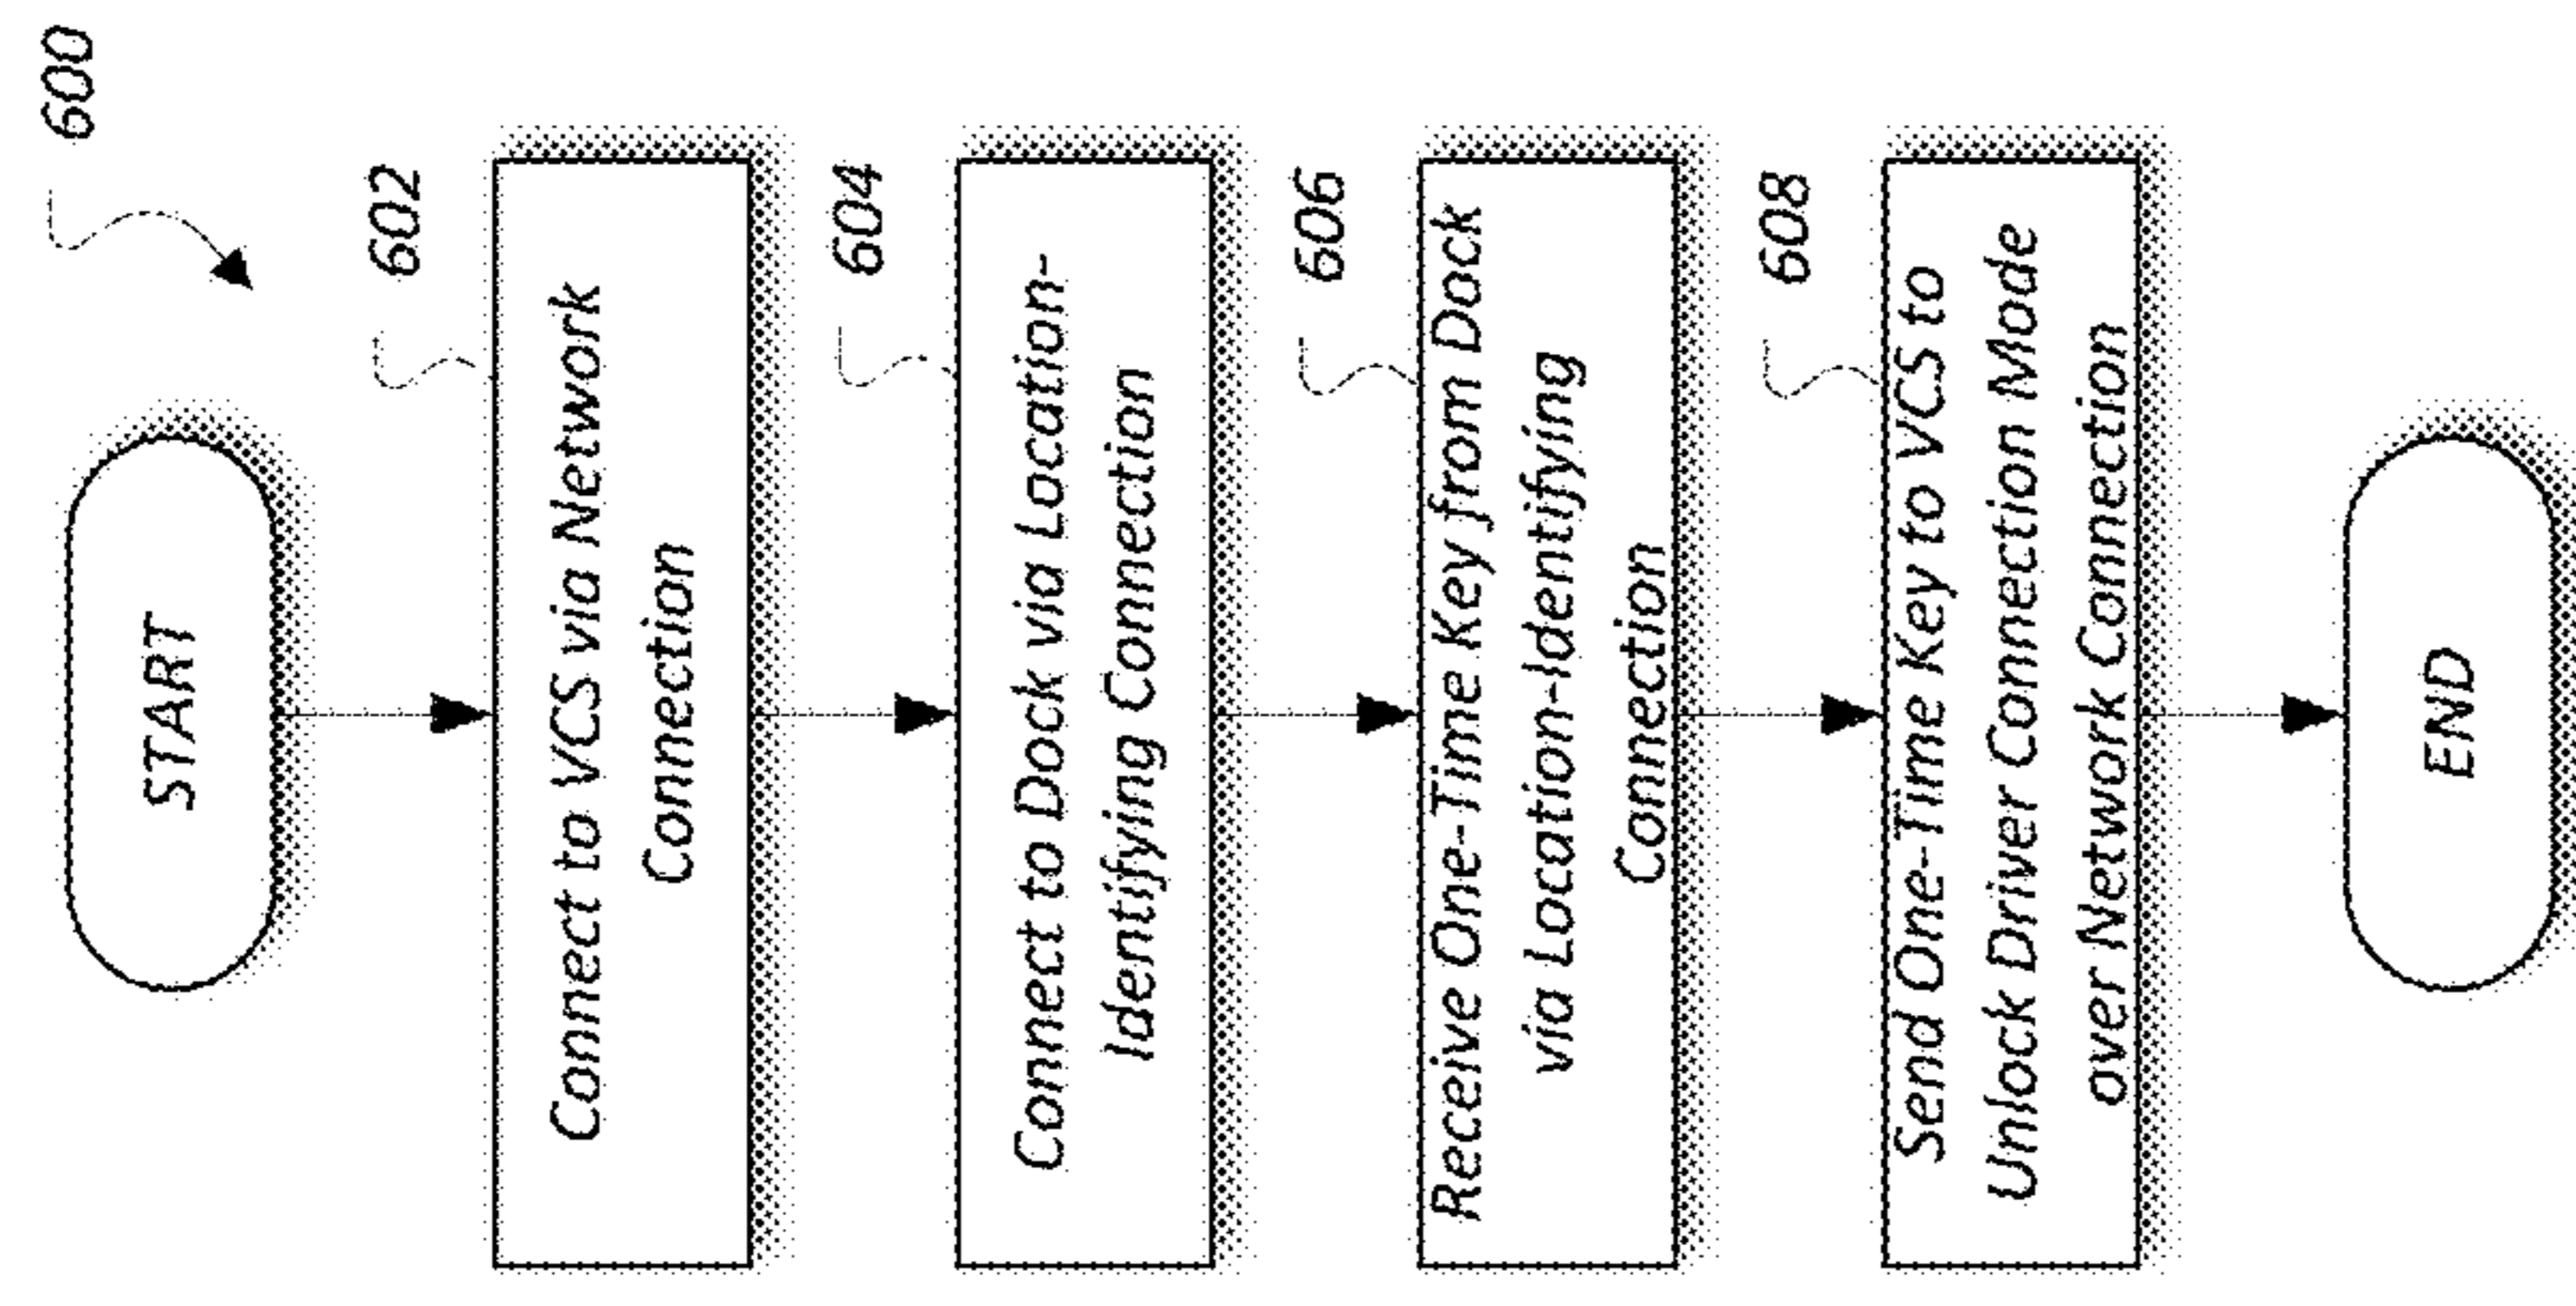 600
START
602
Connect to VCS via Network
Connection
604
Connect to Dock via Location-
Identifying Connection
606
Receive One-Time Key from Dock
via Location-Identifying
Connection
608
Send One-Time Key to VCS to
Unlock Driver Connection Mode
over Network Connection
END